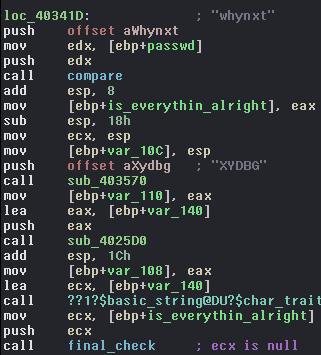 loc_40341D: ; "whynxt"
push offset aWhynxt
mov edx, [ebp+passwd]
push edx
call compare
add esp, 8
mov [ebp+is_everythin_alright], eax
sub esp, 18h
mov ecx, esp
mov [ebp+var_10C], esp
push offset aXydbg ; "XYDBG"
call sub_403570
mov [ebp+var_110], eax
lea eax, [ebp+var_140]
push eax
call sub_4025D0
add esp, 1Ch
mov [ebp+var_108], eax
lea ecx, [ebp+var_140]
call ??1?$basic_string@DU?$char_trait
mov ecx, [ebp+is_everythin_alright]
push ecx
call final_check ; ecx is null